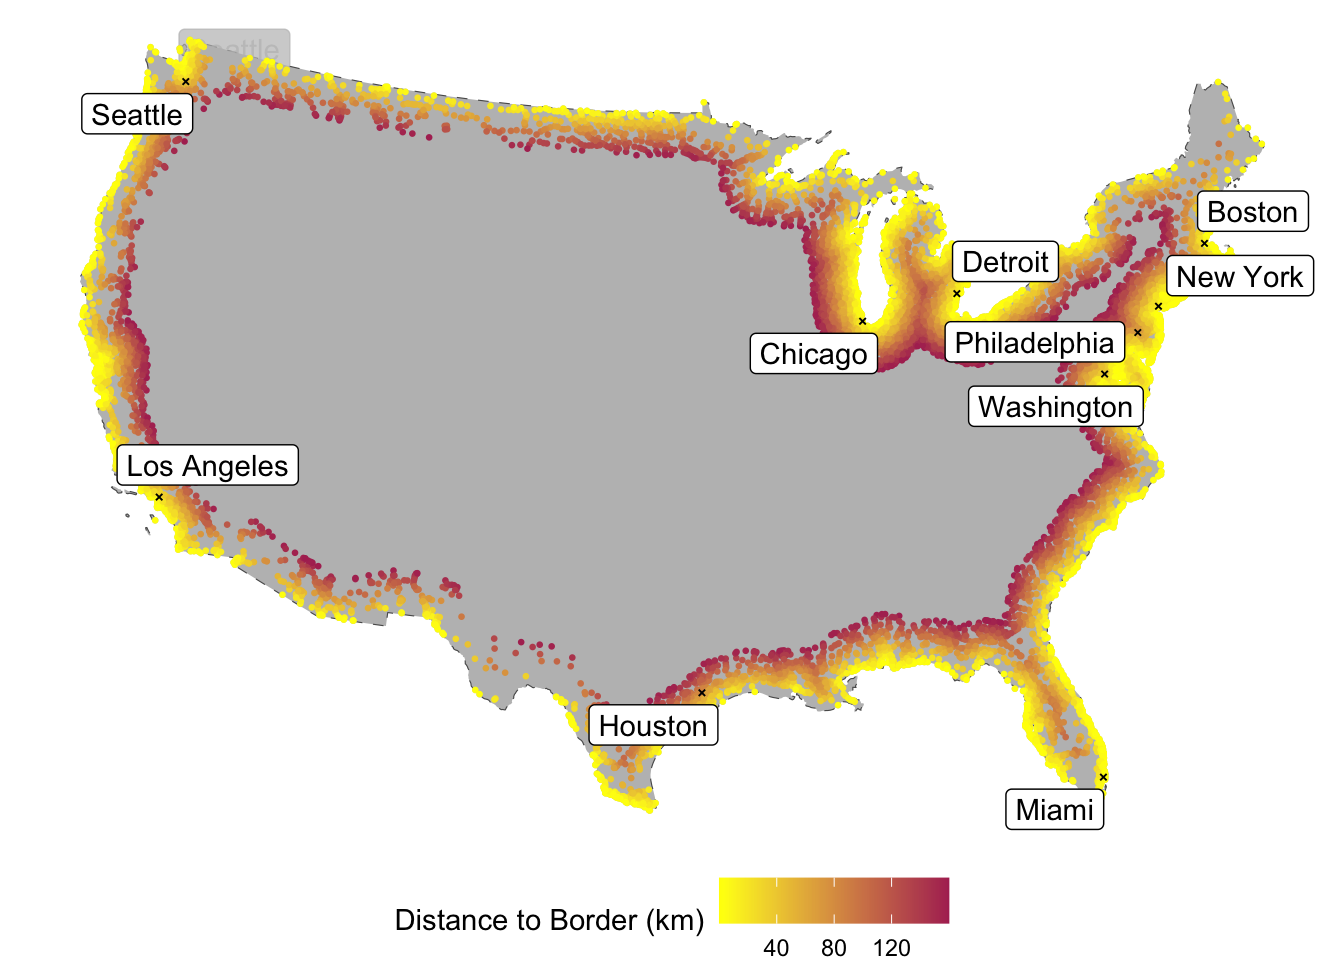 Seattle
Seattle
Boston
Detroit
New York
Chicago
Philadelphia
Washington
Los Angeles
Houston
Miami
Distance to Border (km)
40 80 120